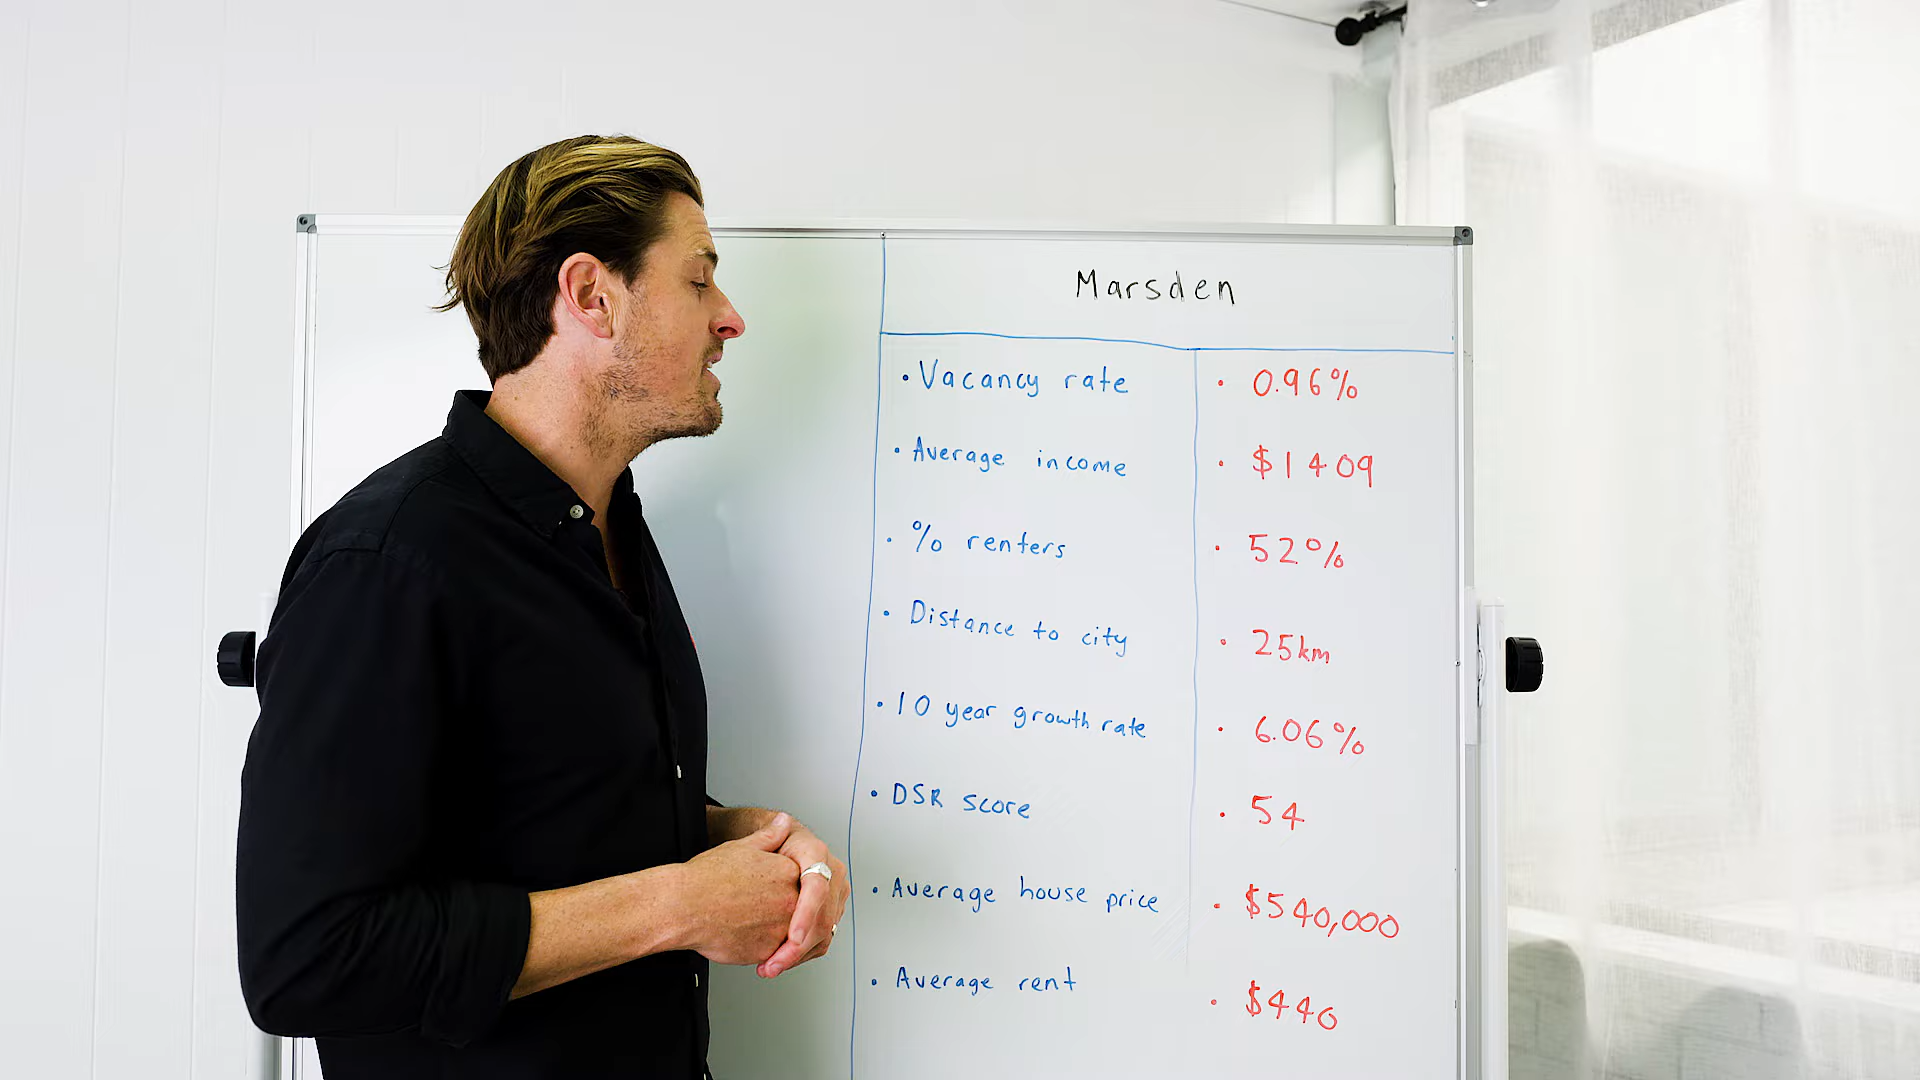 Marsden
• Vacancy rate • 0.96%
• Average income • $1409
• % renters • 52%
• Distance to city • 25km
• 10 year growth rate • 6.06%
• DSR score • 54
• Average house price • $540,000
• Average rent • $440